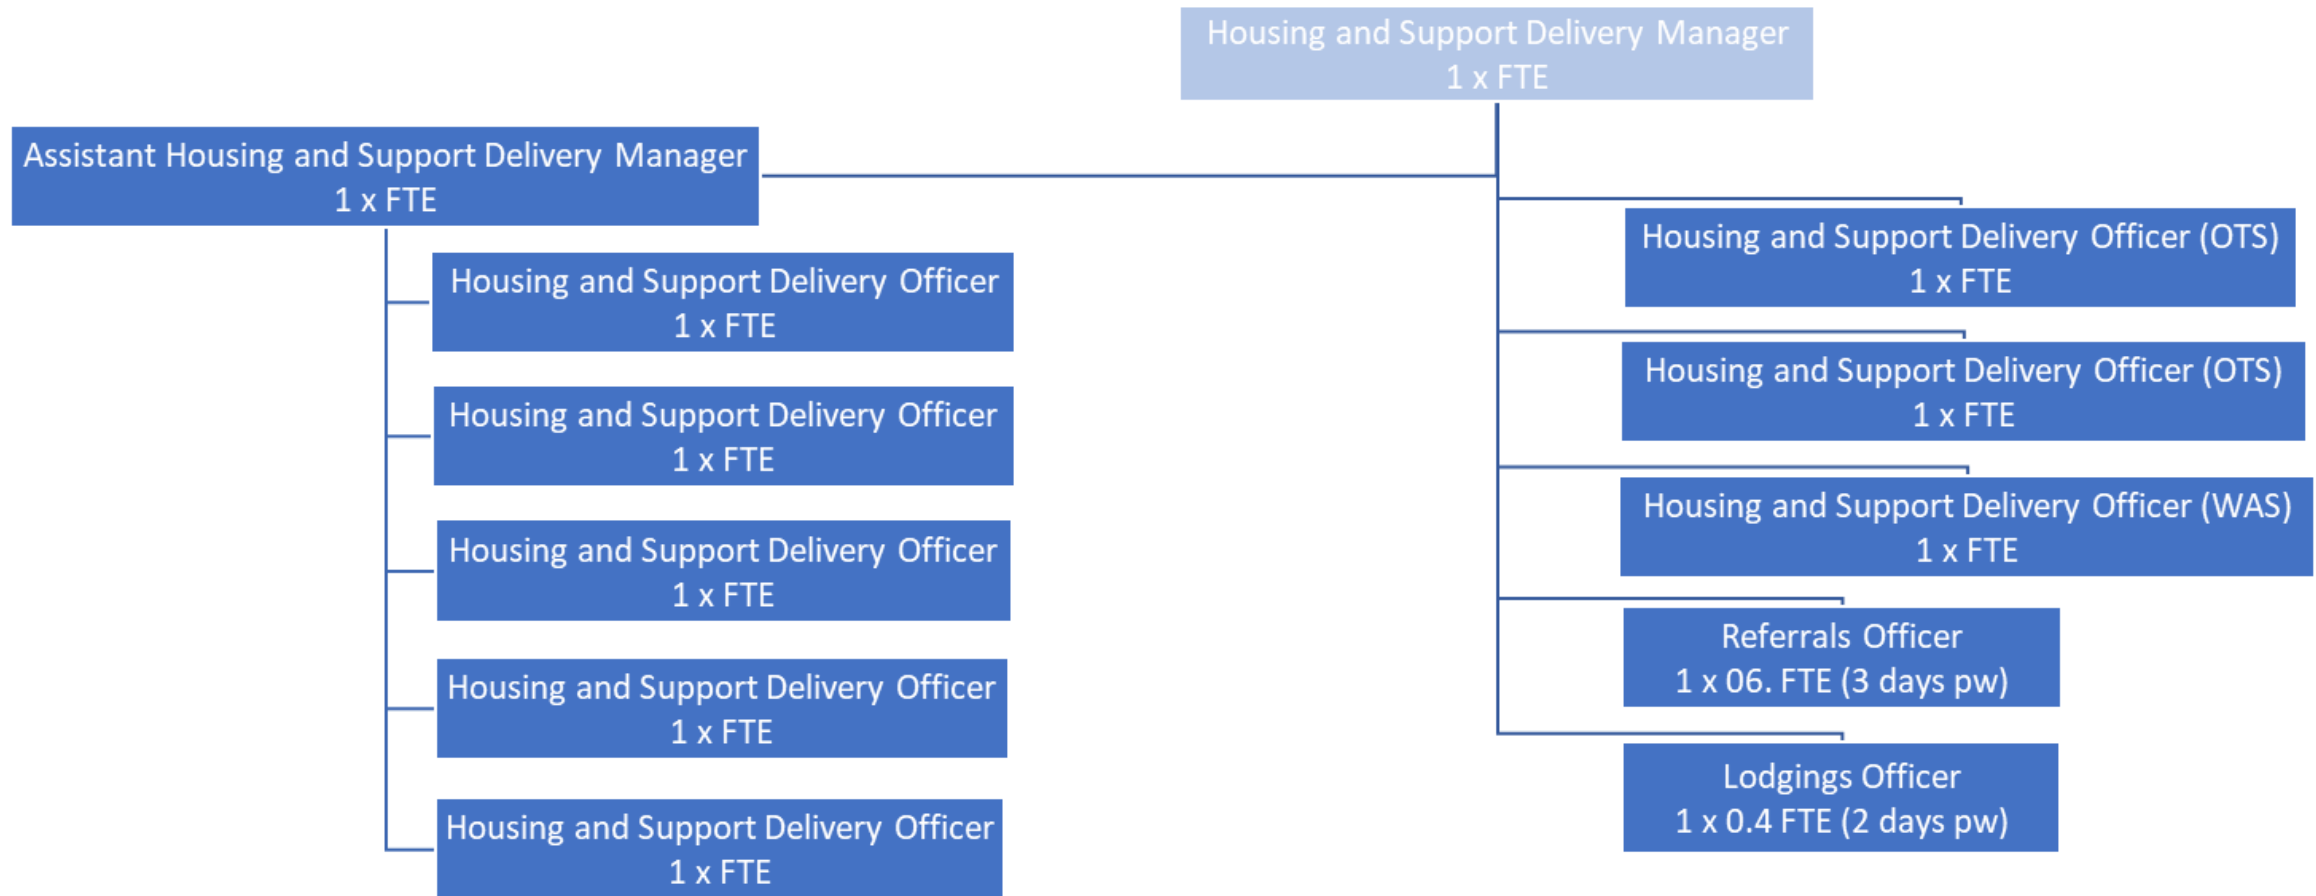 Housing and Support Delivery Manager
1 x FTE
Assistant Housing and Support Delivery Manager
1 x FTE
Housing and Support Delivery Officer
1 x FTE
Housing and Support Delivery Officer
1 x FTE
Housing and Support Delivery Officer
1 x FTE
Housing and Support Delivery Officer
1 x FTE
Housing and Support Delivery Officer
1 x FTE
Housing and Support Delivery Officer (OTS)
1 x FTE
Housing and Support Delivery Officer (OTS)
1 x FTE
Housing and Support Delivery Officer (WAS)
1 x FTE
Referrals Officer
1 x 06. FTE (3 days pw)
Lodgings Officer
1 x 0.4 FTE (2 days pw)